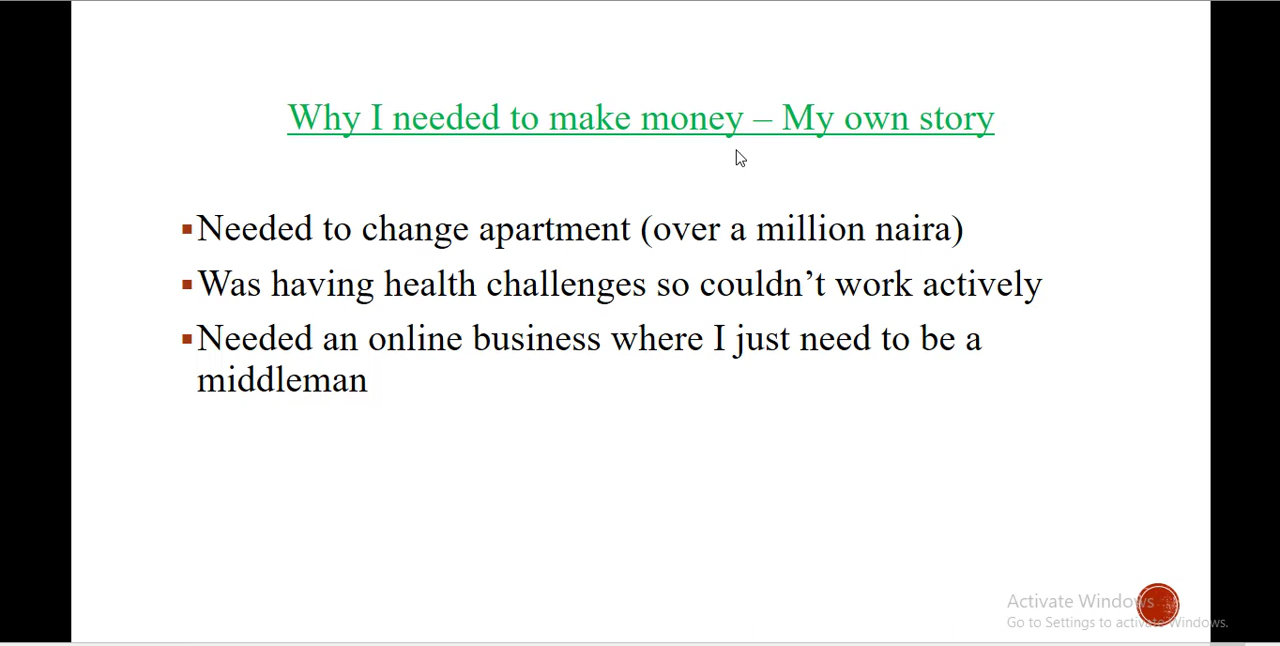 Why I needed to make money – My own story
Needed to change apartment (over a million naira)
Was having health challenges so couldn’t work actively
Needed an online business where I just need to be a
middleman
Activate Windows
Go to Settings to activate Windows.